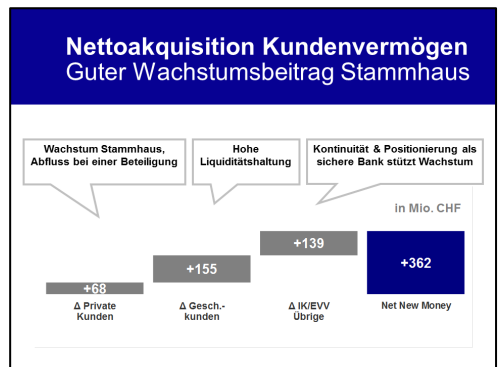 Nettoakquisition Kundenvermögen
Guter Wachstumsbeitrag Stammhaus
Wachstum Stammhaus,
Abfluss bei einer Beteiligung
Hohe
Liquiditätshaltung
Kontinuität & Positionierung als
sichere Bank stützt Wachstum
in Mio. CHF
+68
+155
+139
+362
Δ Private
Kunden
Δ Gesch.-
kunden
Δ IK/EVV
Übrige
Net New Money